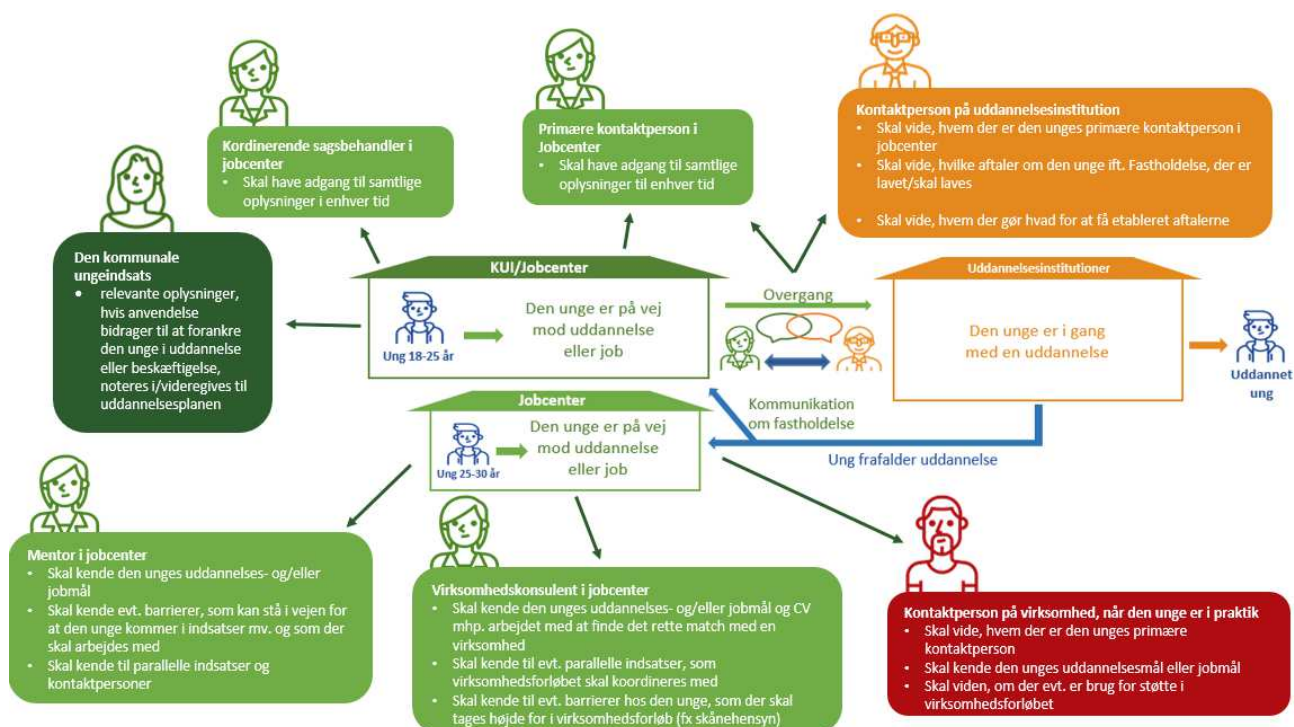 Kordinerende sagsbehandler i
jobcenter
• Skal have adgang til samtlige
oplysninger i enhver tid
Primære kontaktperson i
Jobcenter
• Skal have adgang til samtlige
oplysninger til enhver tid
Kontaktperson på uddannelsesinstitution
• Skal vide, hvem der er den unges primære kontaktperson i
jobcenter
• Skal vide, hvilke aftaler om den unge ift. Fastholdelse, der er
lavet/skal laves
• Skal vide, hvem der gør hvad for at få etableret aftalerne
Den kommunale
ungeindsats
• relevante oplysninger,
hvis anvendelse
bidrager til at forankre
den unge i uddannelse
eller beskæftigelse,
noteres i/videregives til
uddannelsesplanen
KUI/Jobcenter
Den unge er på vej
mod uddannelse
eller job
Ung 18-25 år
Overgang
Uddannelsesinstitutioner
Den unge er i gang
med en uddannelse
Uddannet
ung
Kommunikation
om fastholdelse
Ung frafalder uddannelse
Jobcenter
Den unge er på vej
mod uddannelse
eller job
Ung 25-30 år
Mentor i jobcenter
• Skal kende den unges uddannelses- og/eller
jobmål
• Skal kende evt. barrierer, som kan stå i vejen for
at den unge kommer i indsatser mv. og som der
skal arbejdes med
• Skal kende til parallelle indsatser og
kontaktpersoner
Virksomhedskonsulent i jobcenter
• Skal kende den unges uddannelses- og/eller jobmål og CV
mhp. arbejdet med at finde det rette match med en
virksomhed
• Skal kende til evt. parallelle indsatser, som
virksomhedsforløbet skal koordineres med
• Skal kende til evt. barrierer hos den unge, som der skal
tages højde for i virksomhedsforløb (fx skånehensyn)
Kontaktperson på virksomhed, når den unge er i praktik
• Skal vide, hvem der er den unges primære
kontaktperson
• Skal kende den unges uddannelsesmål eller jobmål
• Skal viden, om der evt. er brug for støtte i
virksomhedsforløbet